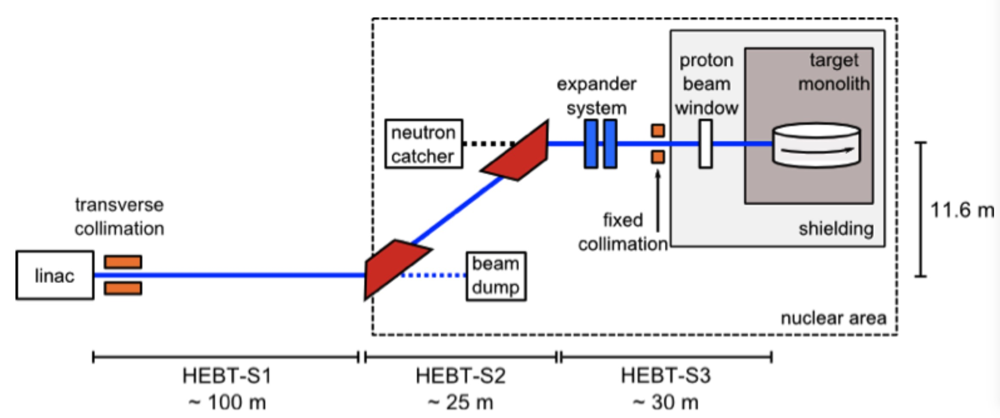 proton
beam
window
target
monolith
expander
system
neutron
catcher
transverse
collimation
fixed
collimation
shielding
11.6 m
linac
beam
dump
nuclear area
HEBT-S1
~ 100 m
HEBT-S2
~ 25 m
HEBT-S3
~ 30 m